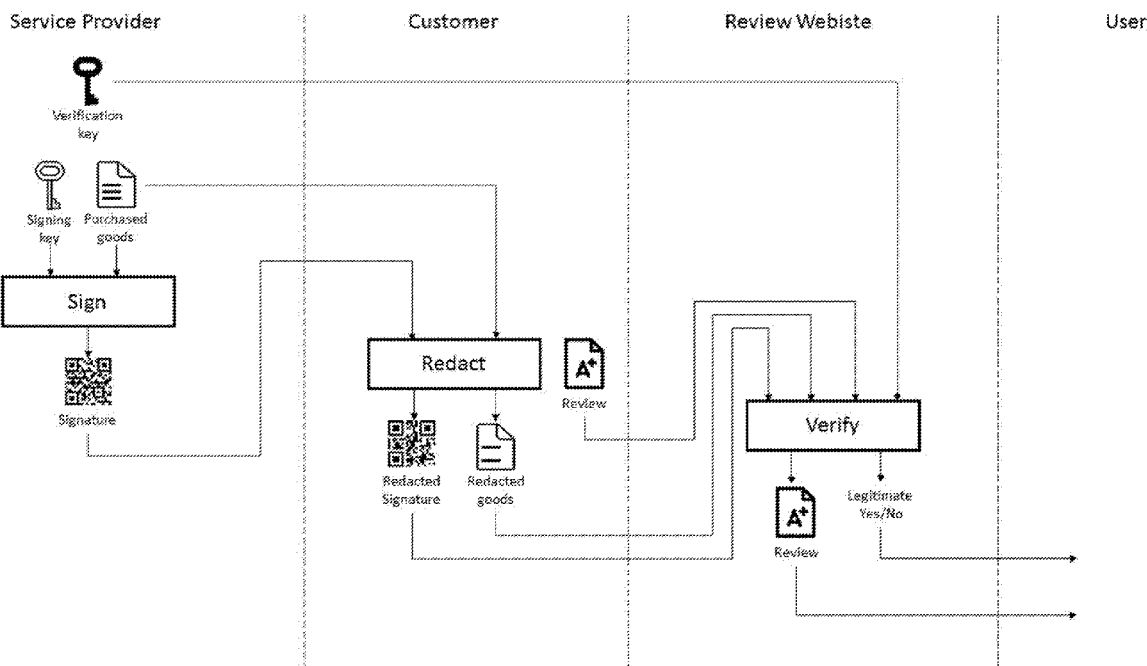 Service Provider
Customer
Review Webiste
User
Verification
key
Signing
key
Purchased
goods
Sign
Signature
Redact
A+
Review
Redacted
Signature
Redacted
goods
Verify
A+
Review
Legitimate
Yes/No